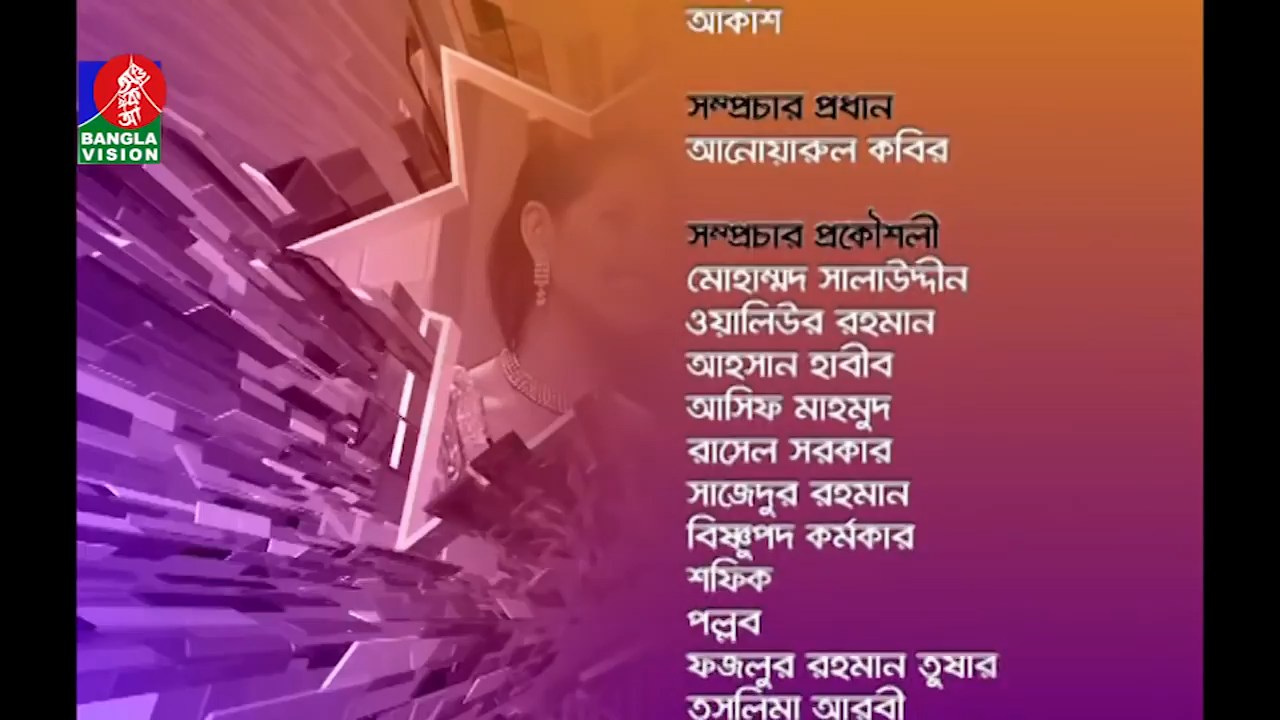 আকাশ
BANGLA
VISION
সম্প্রচার প্রধান
আনোয়ারুল কবির
সম্প্রচার প্রকৌশলী
মোহাম্মদ সালাউদ্দীন
ওয়ালিউর রহমান
আহসান হাবীব
আসিফ মাহমুদ
রাসেল সরকার
সাজেদুর রহমান
বিষ্ণুপদ কর্মকার
শফিক
পল্লব
ফজলুর রহমান তুষার
তসলিমা আরবী